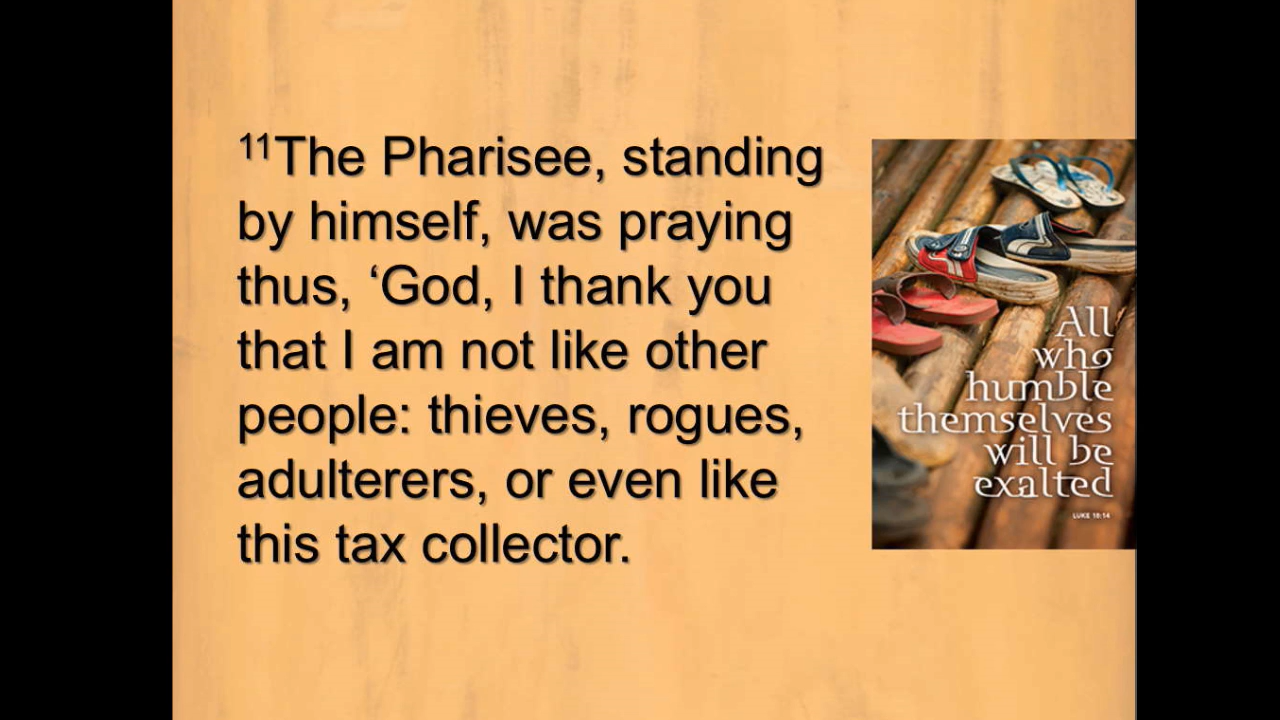 ¹¹The Pharisee, standing
by himself, was praying
thus, ‘God, I thank you
that I am not like other
people: thieves, rogues,
adulterers, or even like
this tax collector.
All
who
humble
themselves
will be
exalted
LUKE 18:14